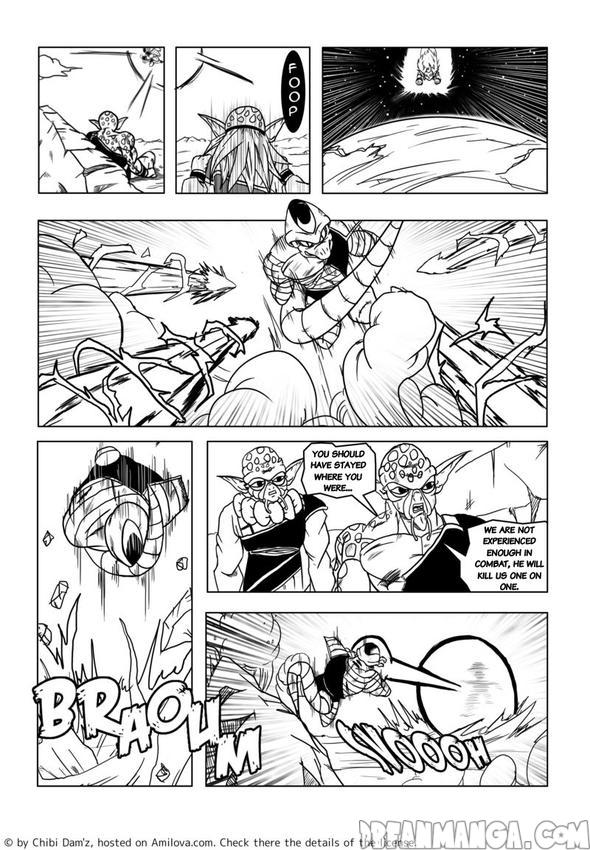 FOOP
YOU SHOULD
HAVE STAYED
WHERE YOU
WERE...
WE ARE NOT
EXPERIENCED
ENOUGH IN
COMBAT, HE WILL
KILL US ONE ON
ONE.
BRAOUM
SHOOOH
© by Chibi Dam'z, hosted on Amilova.com. Check there the details of the license.
DREANMANGA.COM